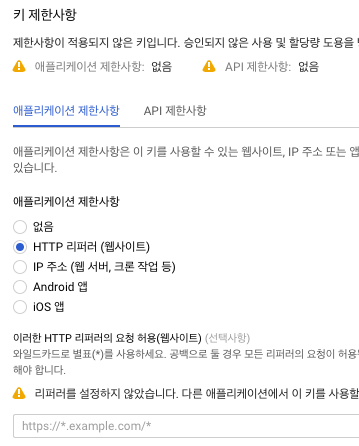 키 제한사항
제한사항이 적용되지 않은 키입니다. 승인되지 않은 사용 및 할당량 도용을
애플리케이션 제한사항: 없음 API 제한사항: 없음
애플리케이션 제한사항 API 제한사항
애플리케이션 제한사항은 이 키를 사용할 수 있는 웹사이트, IP 주소 또는
있습니다.
애플리케이션 제한사항
없음
HTTP 리퍼러 (웹사이트)
IP 주소 (웹 서버, 크론 작업 등)
Android 앱
iOS 앱
이러한 HTTP 리퍼러의 요청 허용(웹사이트) (선택사항)
와일드카드로 별표(*)를 사용하세요. 공백으로 둘 경우 모든 리퍼러의 요청이
해야 합니다.
리퍼러를 설정하지 않았습니다. 다른 애플리케이션에서 이 키를 사용할
https://*.example.com/*